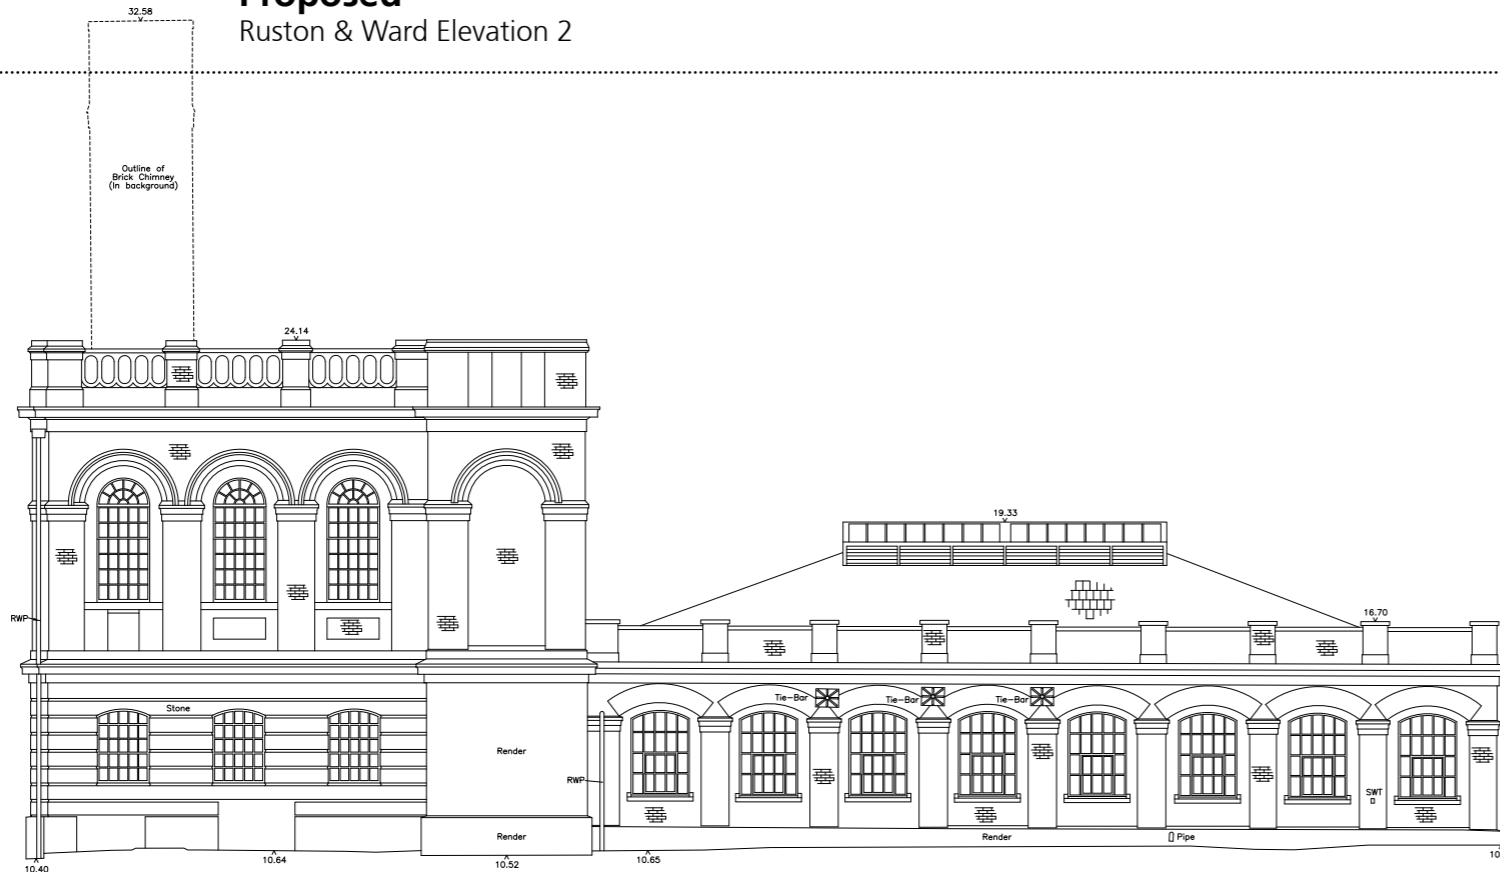 Proposed
Ruston & Ward Elevation 2
32.58
Outline of
Brick Chimney
(In background)
24.14
19.33
16.70
RWP
Tie-Bar
Tie-Bar
Tie-Bar
Stone
Render
RWP
SWT
Render
Render
Pipe
10.40
10.64
10.52
10.65
10